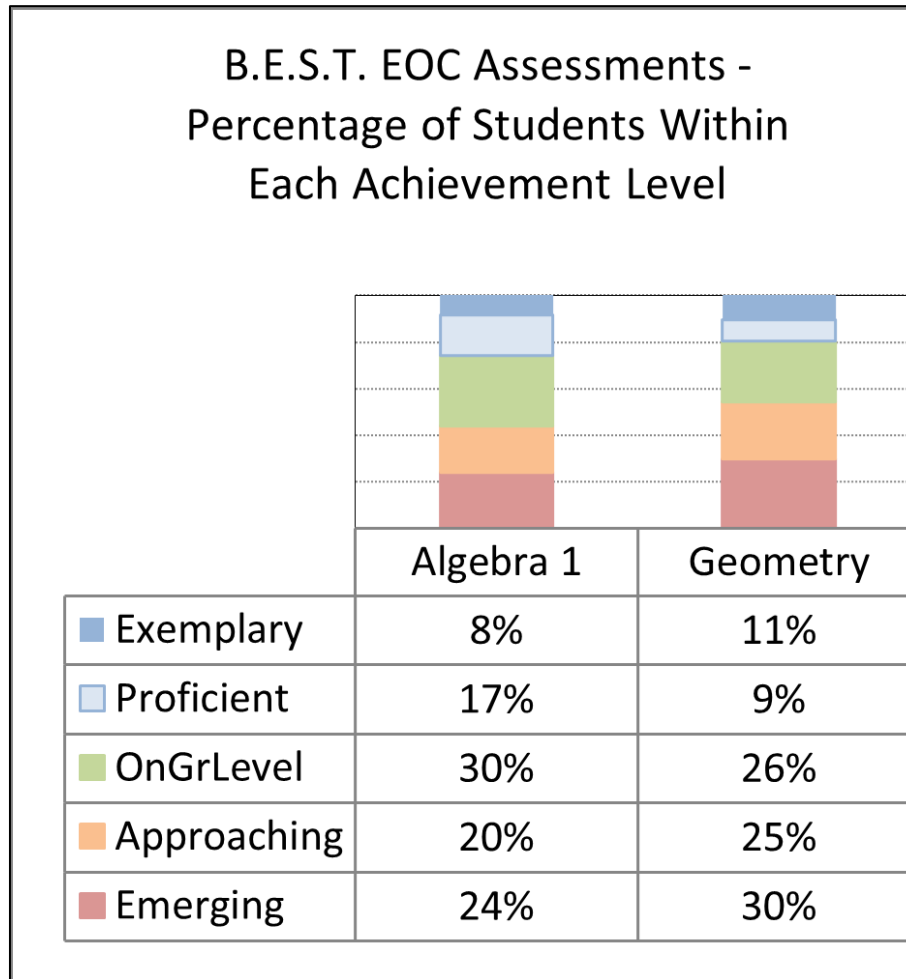 B.E.S.T. EOC Assessments -
Percentage of Students Within
Each Achievement Level
Algebra 1 Geometry
Exemplary 8% 11%
Proficient 17% 9%
OnGrLevel 30% 26%
Approaching 20% 25%
Emerging 24% 30%